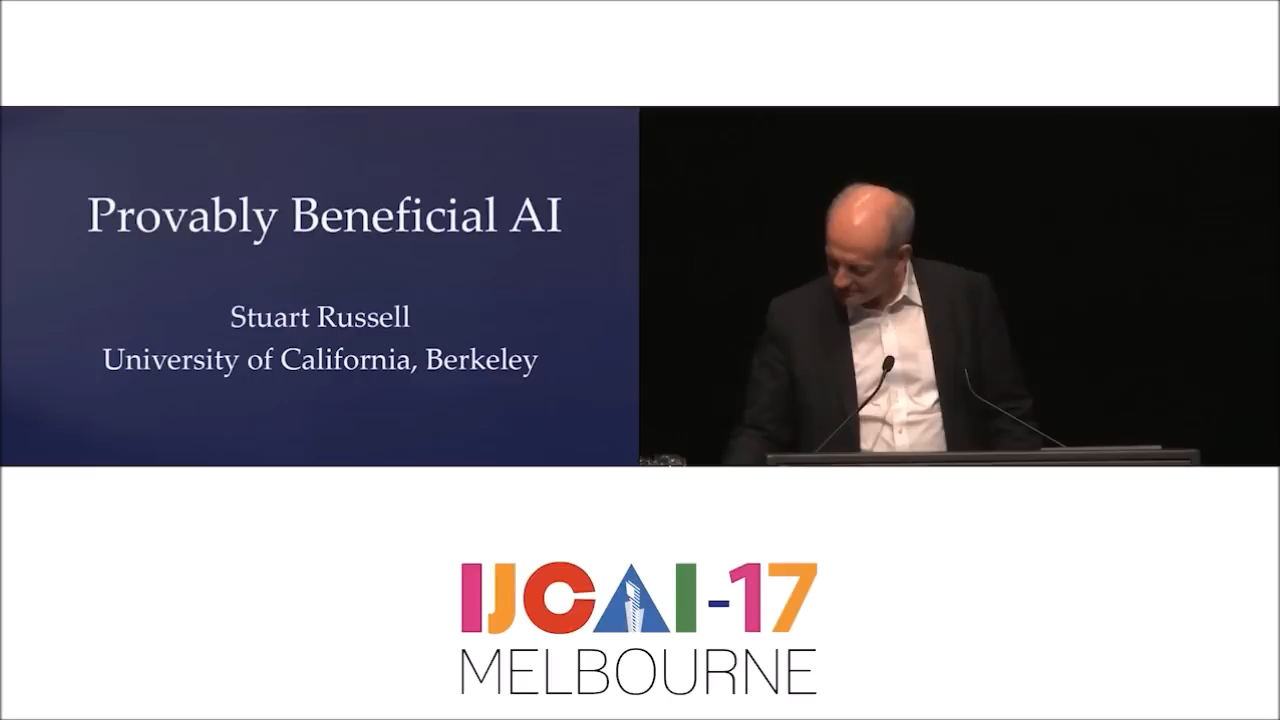 Provably Beneficial AI
Stuart Russell
University of California, Berkeley
IJCAI-17
MELBOURNE